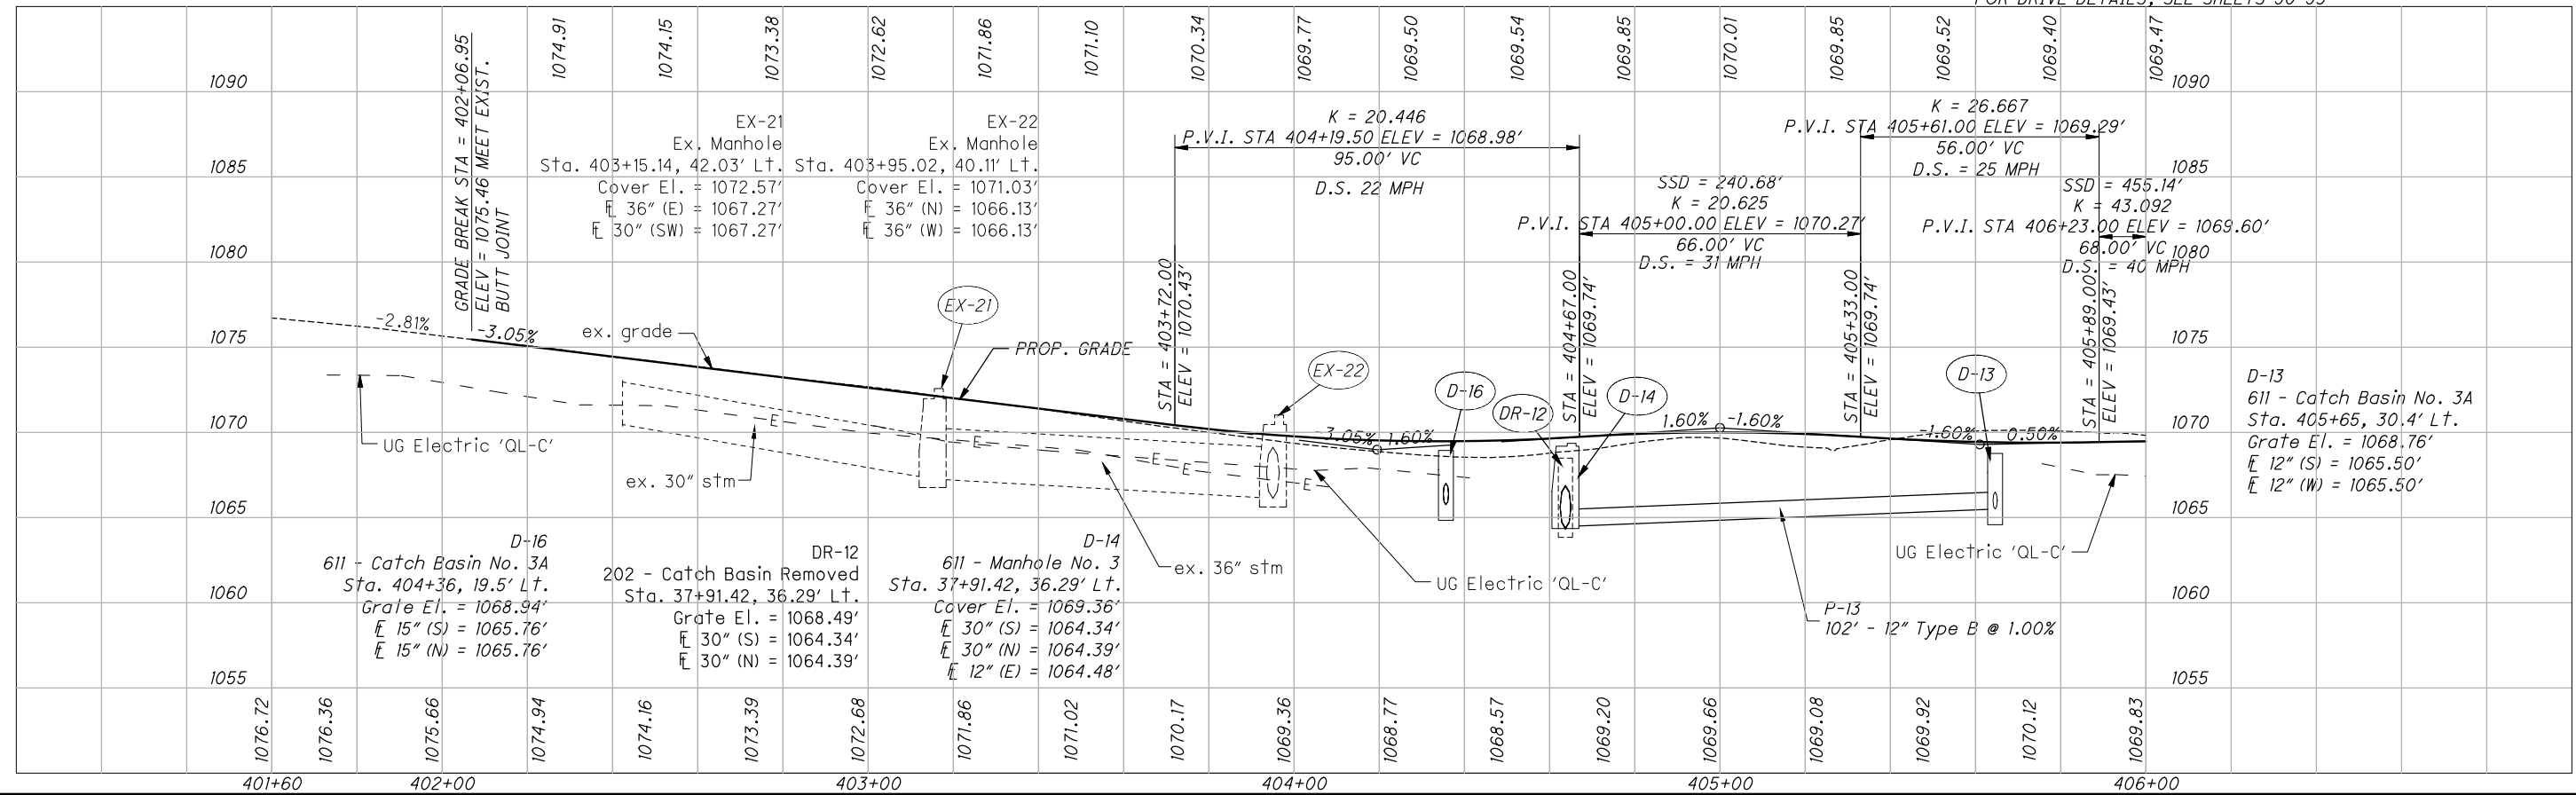 FOR DRIVE DETAILS, SEE SHEETS
1074.91
1074.15
1073.38
1072.62
1071.86
1071.10
1070.34
1069.77
1069.50
1069.54
1069.85
1070.01
1069.85
1069.52
1069.40
1069.47
1090
1090
1085
1085
1080
1080
1075
1075
1070
1070
1065
1065
1060
1060
1055
1055
GRADE BREAK STA = 402+06.95
ELEV = 1075.46 MEET EXIST.
BUTT JOINT
EX-21
Ex. Manhole
Sta. 403+15.14, 42.03' Lt.
Cover El. = 1072.57'
℄ 36" (E) = 1067.27'
℄ 30" (SW) = 1067.27'
EX-22
Ex. Manhole
Sta. 403+95.02, 40.11' Lt.
Cover El. = 1071.03'
℄ 36" (N) = 1066.13'
℄ 36" (W) = 1066.13'
K = 20.446
P.V.I. STA 404+19.50 ELEV = 1068.98'
95.00' VC
D.S. 22 MPH
SSD = 240.68'
K = 20.625
P.V.I. STA 405+00.00 ELEV = 1070.27'
66.00' VC
D.S. = 31 MPH
K = 26.667
P.V.I. STA 405+61.00 ELEV = 1069.29'
56.00' VC
D.S. = 25 MPH
SSD = 455.14'
K = 43.092
P.V.I. STA 406+23.00 ELEV = 1069.60'
68.00' VC
D.S. = 40 MPH
STA = 403+72.00
ELEV = 1070.43'
STA = 404+67.00
ELEV = 1069.74'
STA = 405+33.00
ELEV = 1069.74'
STA = 405+89.00
ELEV = 1069.43'
-2.81%
-3.05%
ex. grade
EX-21
PROP. GRADE
EX-22
D-16
DR-12
D-14
D-13
-3.05%
1.60%
1.60%
-1.60%
-1.60%
0.50%
UG Electric 'QL-C'
ex. 30" stm
E
E
E
E
E
ex. 36" stm
UG Electric 'QL-C'
UG Electric 'QL-C'
P-13
102' - 12" Type B @ 1.00%
D-13
611 - Catch Basin No. 3A
Sta. 405+65, 30.4' Lt.
Grate El. = 1068.76'
℄ 12" (S) = 1065.50'
℄ 12" (W) = 1065.50'
D-16
611 - Catch Basin No. 3A
Sta. 404+36, 19.5' Lt.
Grate El. = 1068.94'
℄ 15" (S) = 1065.76'
℄ 15" (N) = 1065.76'
DR-12
202 - Catch Basin Removed
Sta. 37+91.42, 36.29' Lt.
Grate El. = 1068.49'
℄ 30" (S) = 1064.34'
℄ 30" (N) = 1064.39'
D-14
611 - Manhole No. 3
Sta. 37+91.42, 36.29' Lt.
Cover El. = 1069.36'
℄ 30" (S) = 1064.34'
℄ 30" (N) = 1064.39'
℄ 12" (E) = 1064.48'
1076.72
1076.36
1075.66
1074.94
1074.16
1073.39
1072.68
1071.86
1071.02
1070.17
1069.36
1068.77
1068.57
1069.20
1069.66
1069.08
1069.92
1070.12
1069.83
401+60
402+00
403+00
404+00
405+00
406+00